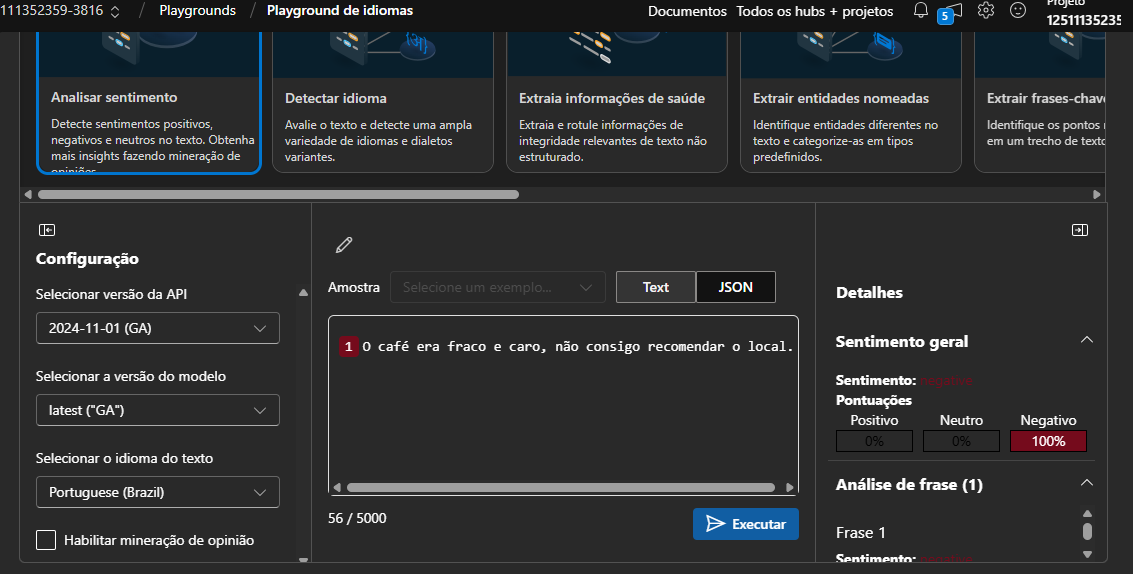 111352359-3816 / Playgrounds / Playground de idiomas
Documentos Todos os hubs + projetos 5 Projeto
12511135235
Analisar sentimento
Detecte sentimentos positivos,
negativos e neutros no texto. Obtenha
mais insights fazendo mineração de
opiniões.
Detectar idioma
Avalie o texto e detecte uma ampla
variedade de idiomas e dialetos
variantes.
Extraia informações de saúde
Extraia e rotule informações de
integridade relevantes de texto não
estruturado.
Extrair entidades nomeadas
Identifique entidades diferentes no
texto e categorize-as em tipos
predefinidos.
Extrair frases-chave
Identifique os pontos
em um trecho de texto
Configuração
Selecionar versão da API
2024-11-01 (GA)
Selecionar a versão do modelo
latest ("GA")
Selecionar o idioma do texto
Portuguese (Brazil)
Habilitar mineração de opinião
Amostra Selecione um exemplo... Text JSON
1 O café era fraco e caro, não consigo recomendar o local.
56 / 5000
Executar
Detalhes
Sentimento geral
Sentimento: negativo
Pontuações
Positivo Neutro Negativo
0% 0% 100%
Análise de frase (1)
Frase 1
Sentimento: negativo